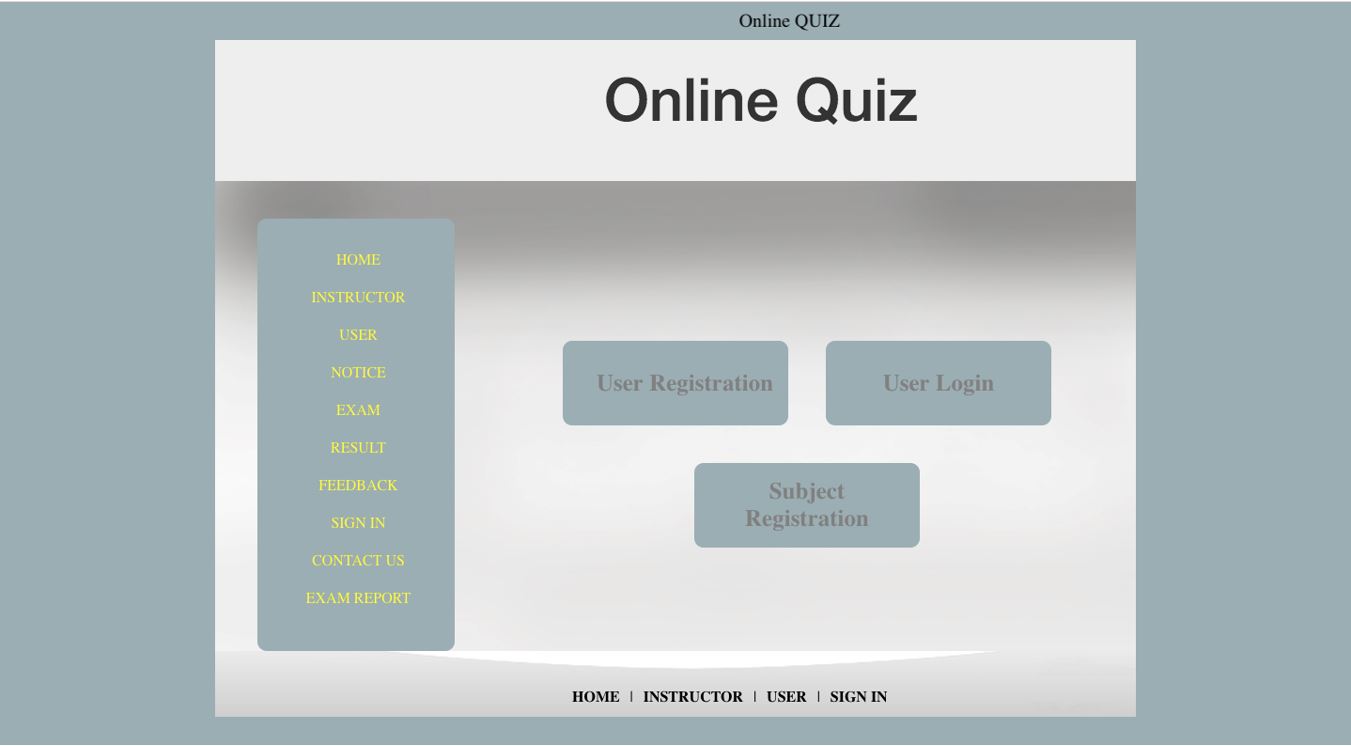 Online QUIZ
Online Quiz
HOME
INSTRUCTOR
USER
NOTICE
EXAM
RESULT
FEEDBACK
SIGN IN
CONTACT US
EXAM REPORT
User Registration
User Login
Subject
Registration
HOME | INSTRUCTOR | USER | SIGN IN